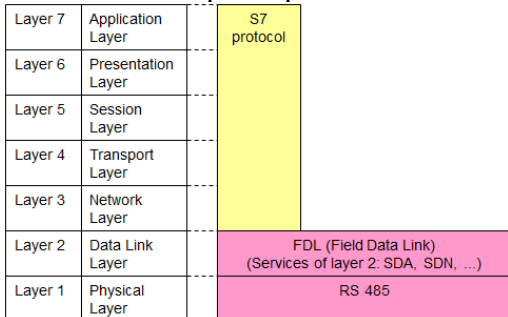 Layer 7 Application Layer S7 protocol
Layer 6 Presentation Layer
Layer 5 Session Layer
Layer 4 Transport Layer
Layer 3 Network Layer
Layer 2 Data Link Layer FDL (Field Data Link)
(Services of layer 2: SDA, SDN, ...)
Layer 1 Physical Layer RS 485